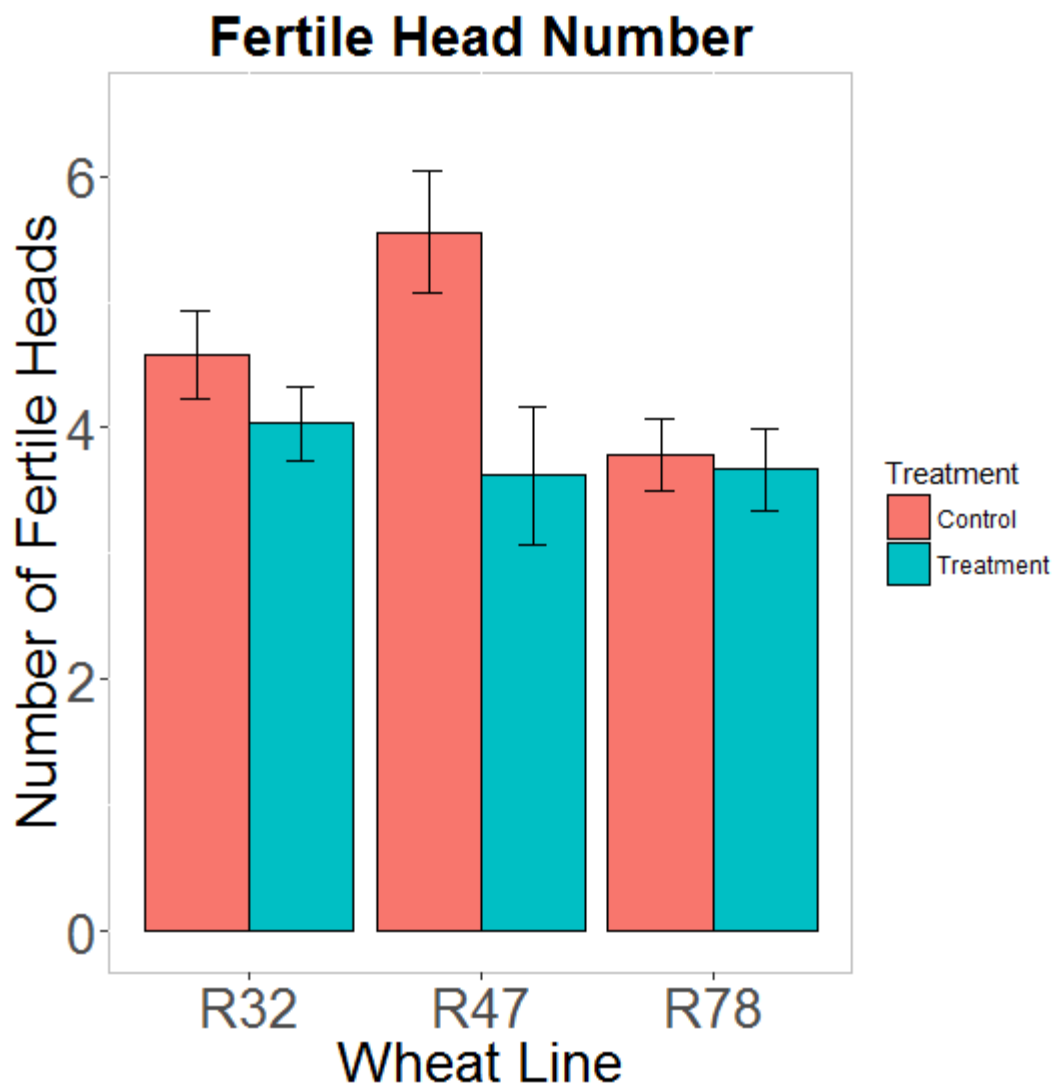 Fertile Head Number
Number of Fertile Heads
6
4
2
0
R32 R47 R78
Wheat Line
Treatment
Control
Treatment